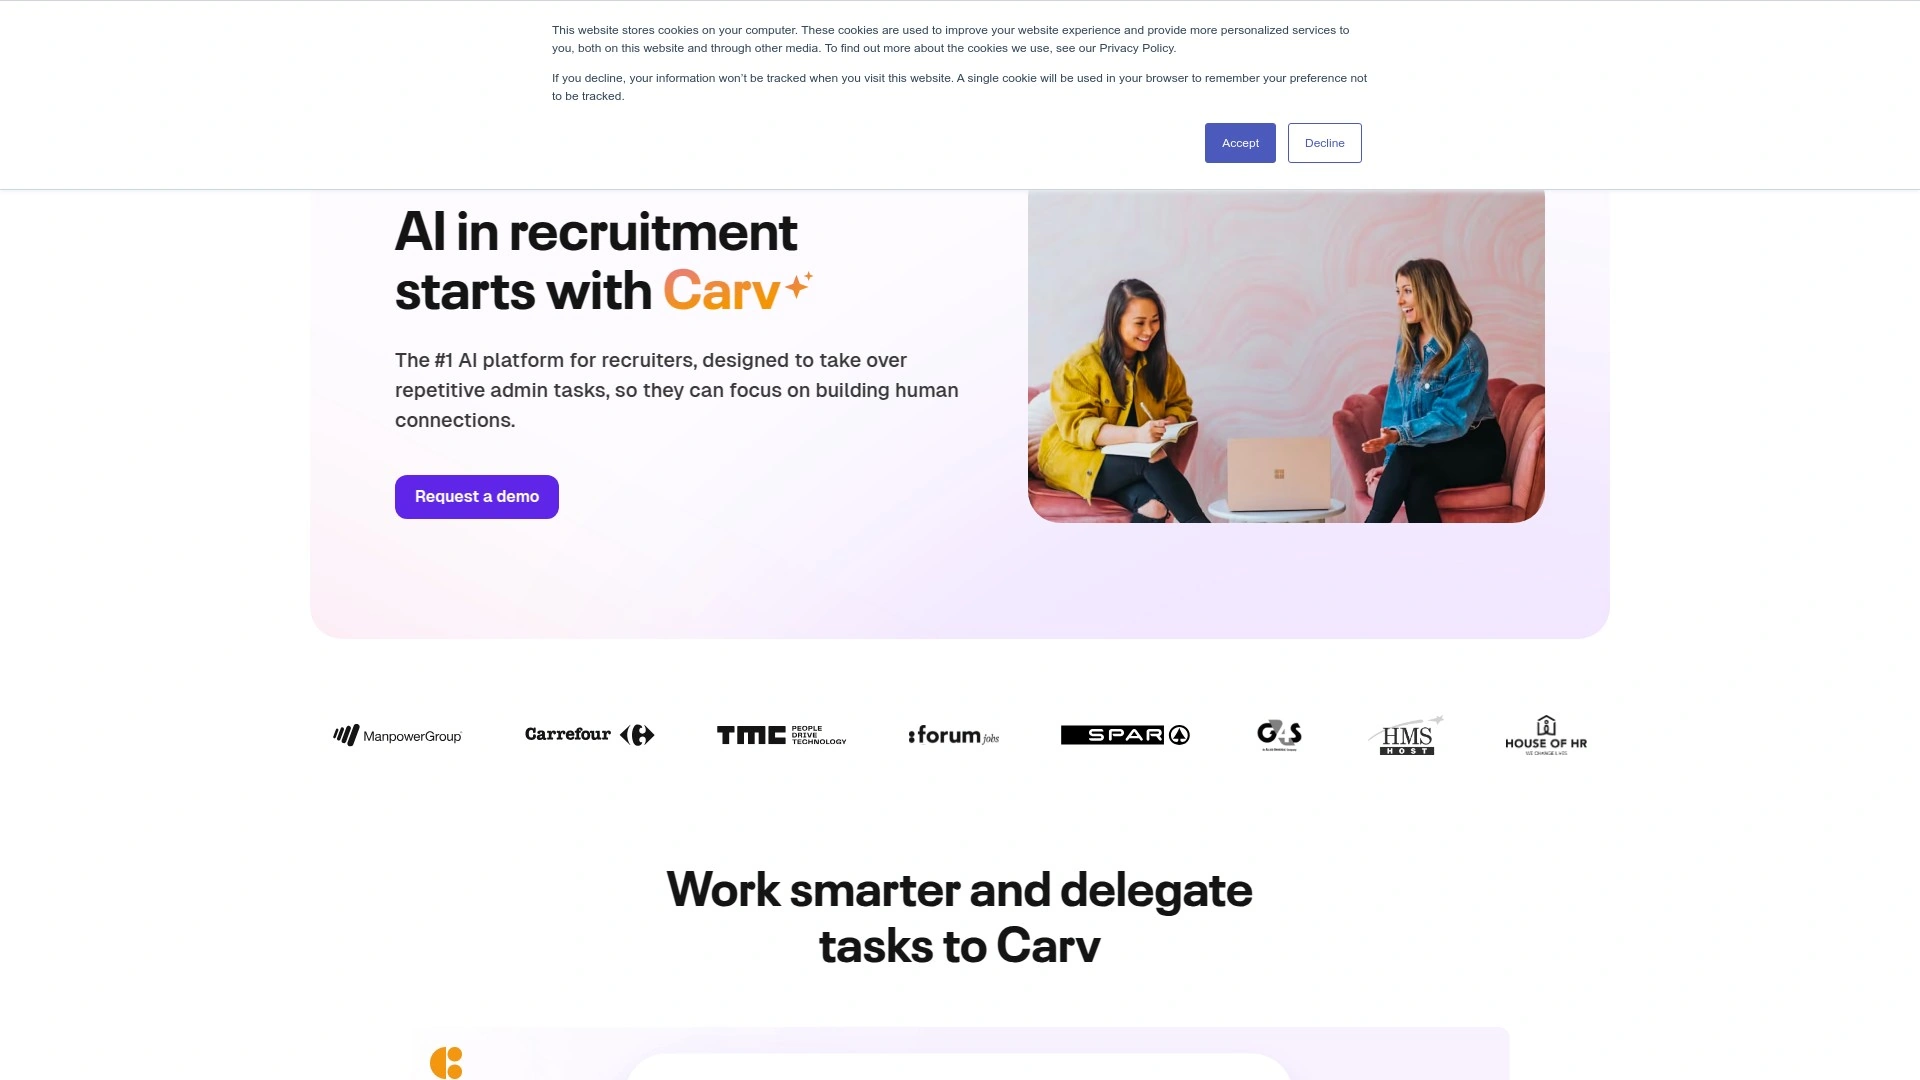 This website stores cookies on your computer. These cookies are used to improve your website experience and provide more personalized services to
you, both on this website and through other media. To find out more about the cookies we use, see our Privacy Policy.
If you decline, your information won't be tracked when you visit this website. A single cookie will be used in your browser to remember your preference not
to be tracked.
Accept
Decline
AI in recruitment
starts with Carv
The #1 AI platform for recruiters, designed to take over
repetitive admin tasks, so they can focus on building human
connections.
Request a demo
ManpowerGroup
Carrefour
TMC PEOPLE
DRIVE
TECHNOLOGY
:forum jobs
SPAR
G4S
HMS
HOST
HOUSE OF HR
Work smarter and delegate
tasks to Carv